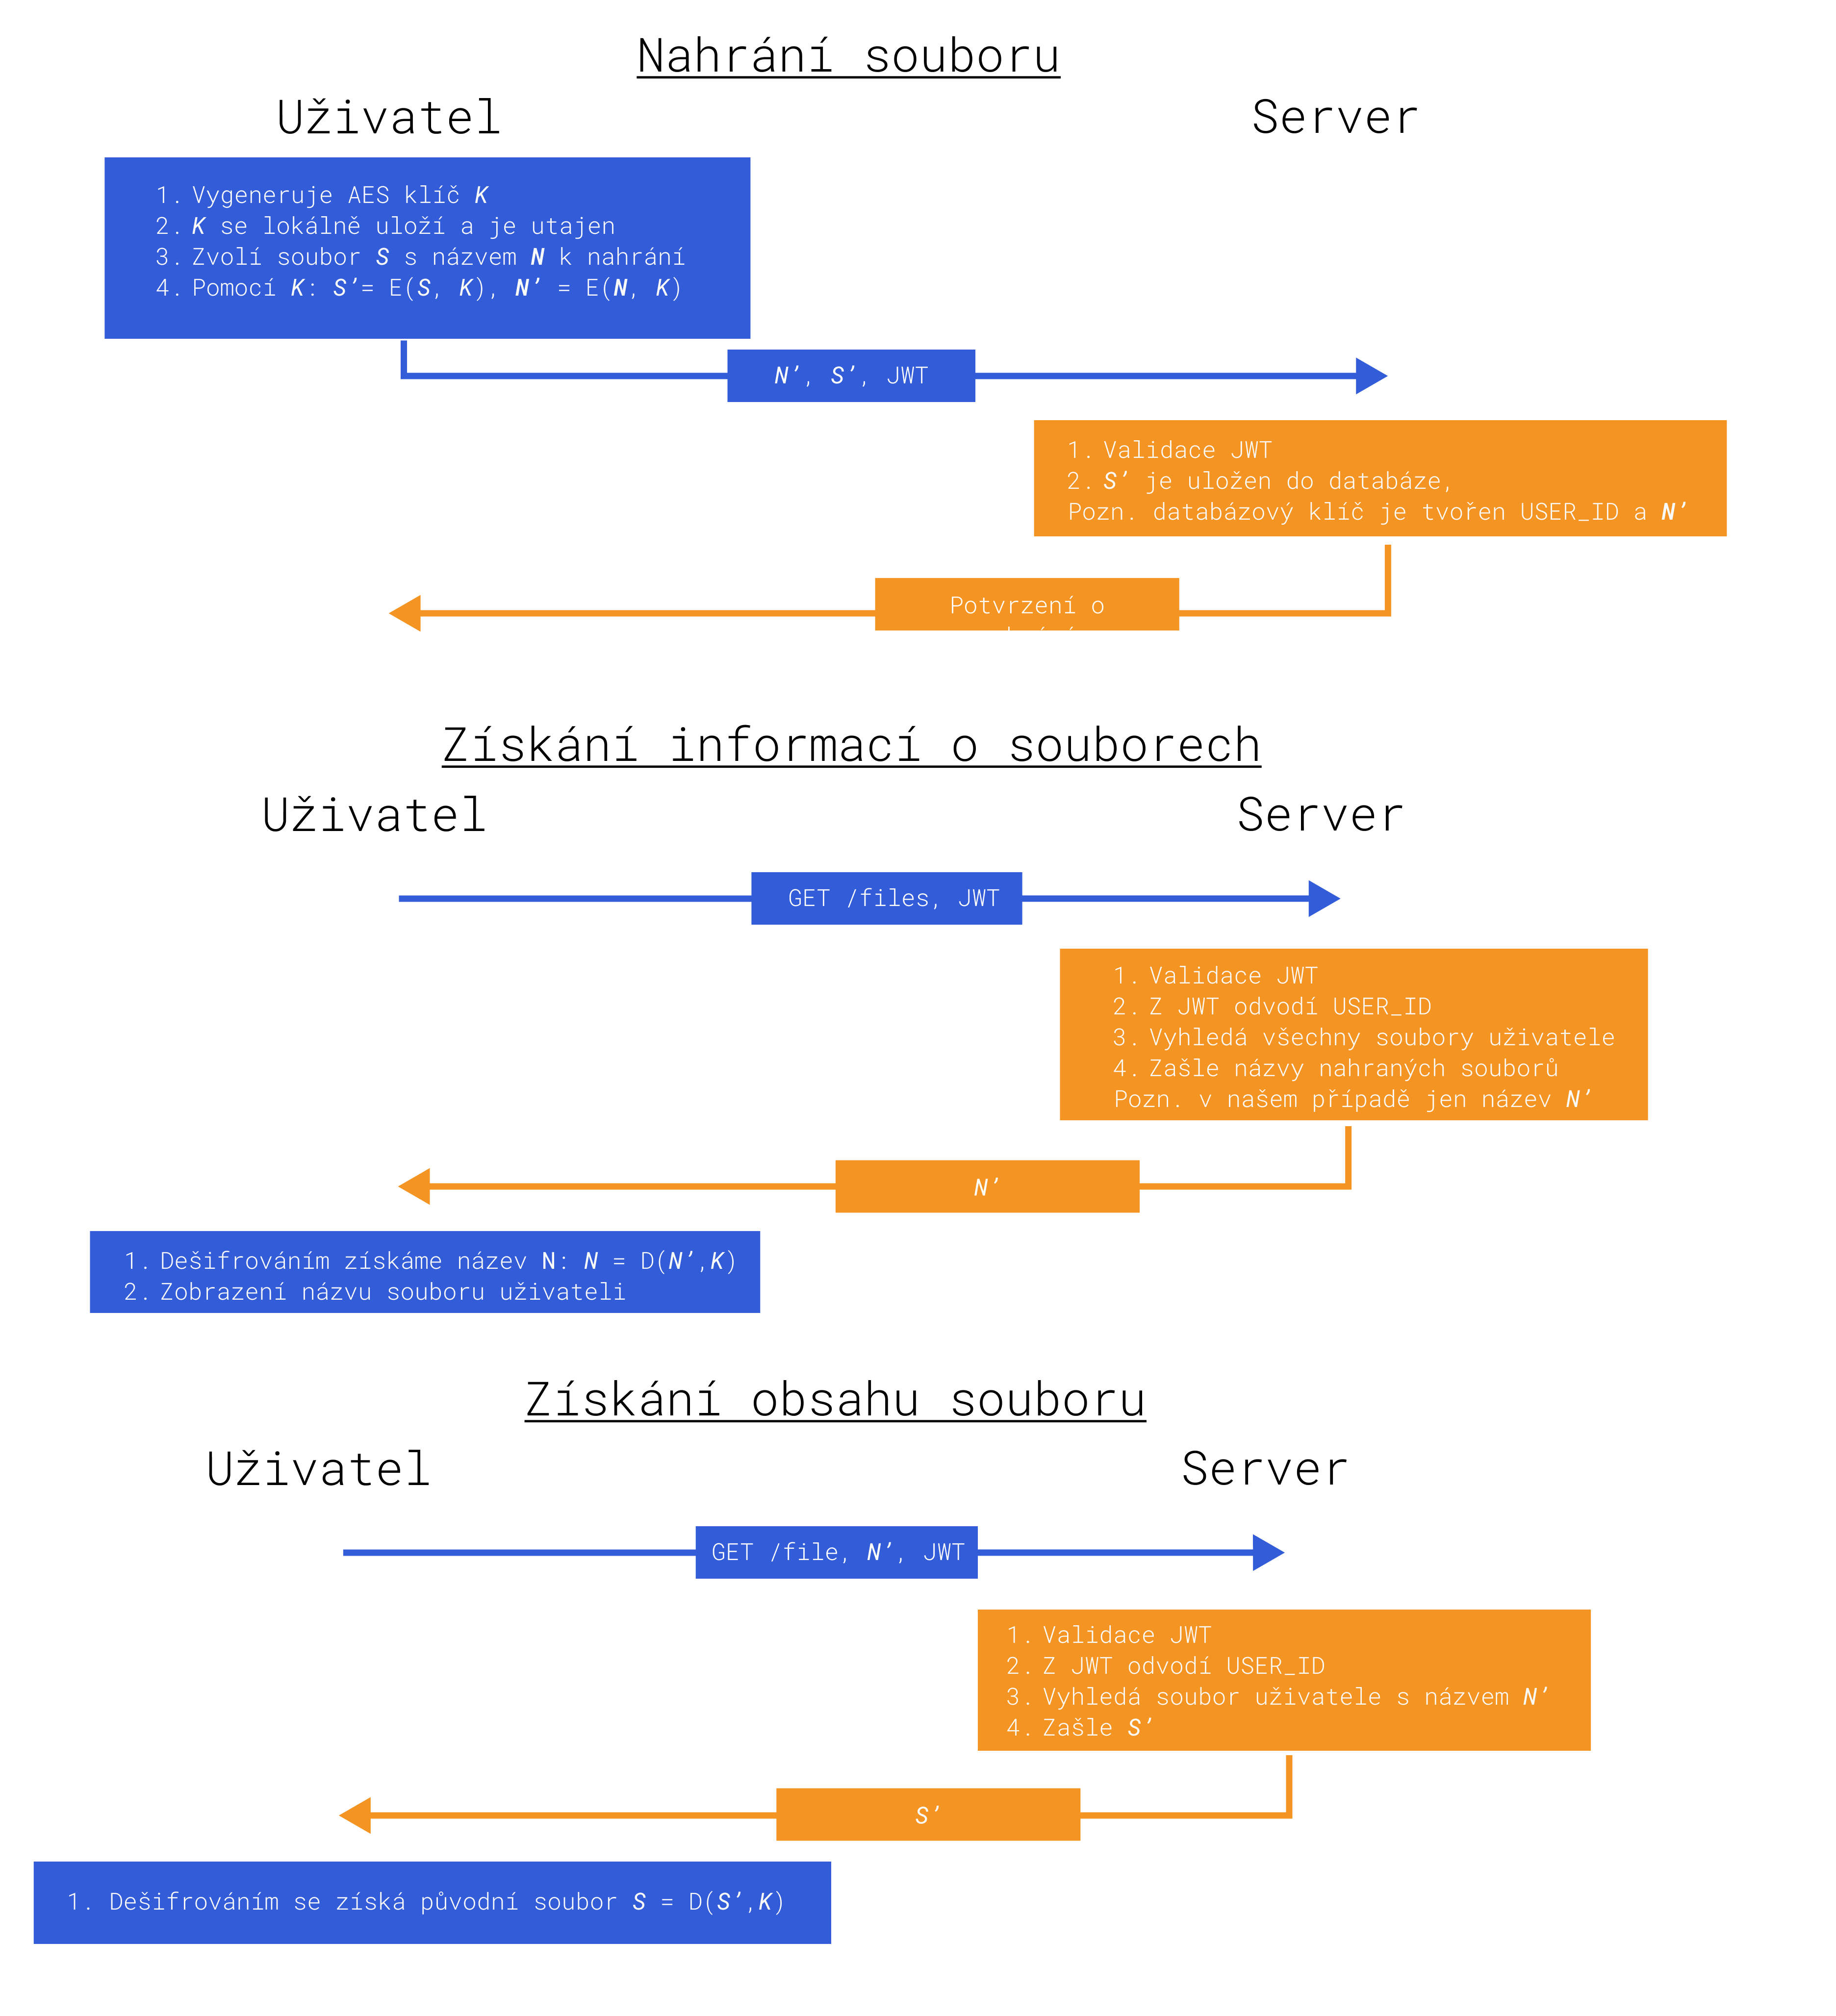 Nahrání souboru
Uživatel
Server
1. Vygeneruje AES klíč K
2. K se lokálně uloží a je utajen
3. Zvolí soubor S s názvem N k nahrání
4. Pomocí K: S’= E(S, K), N’ = E(N, K)
N’, S’, JWT
1. Validace JWT
2. S’ je uložen do databáze,
Pozn. databázový klíč je tvořen USER_ID a N’
Potvrzení o
Získání informací o souborech
Uživatel
Server
GET /files, JWT
1. Validace JWT
2. Z JWT odvodí USER_ID
3. Vyhledá všechny soubory uživatele
4. Zašle názvy nahraných souborů
Pozn. v našem případě jen název N’
N’
1. Dešifrováním získáme název N: N = D(N’,K)
2. Zobrazení názvu souboru uživateli
Získání obsahu souboru
Uživatel
Server
GET /file, N’, JWT
1. Validace JWT
2. Z JWT odvodí USER_ID
3. Vyhledá soubor uživatele s názvem N’
4. Zašle S’
S’
1. Dešifrováním se získá původní soubor S = D(S’,K)